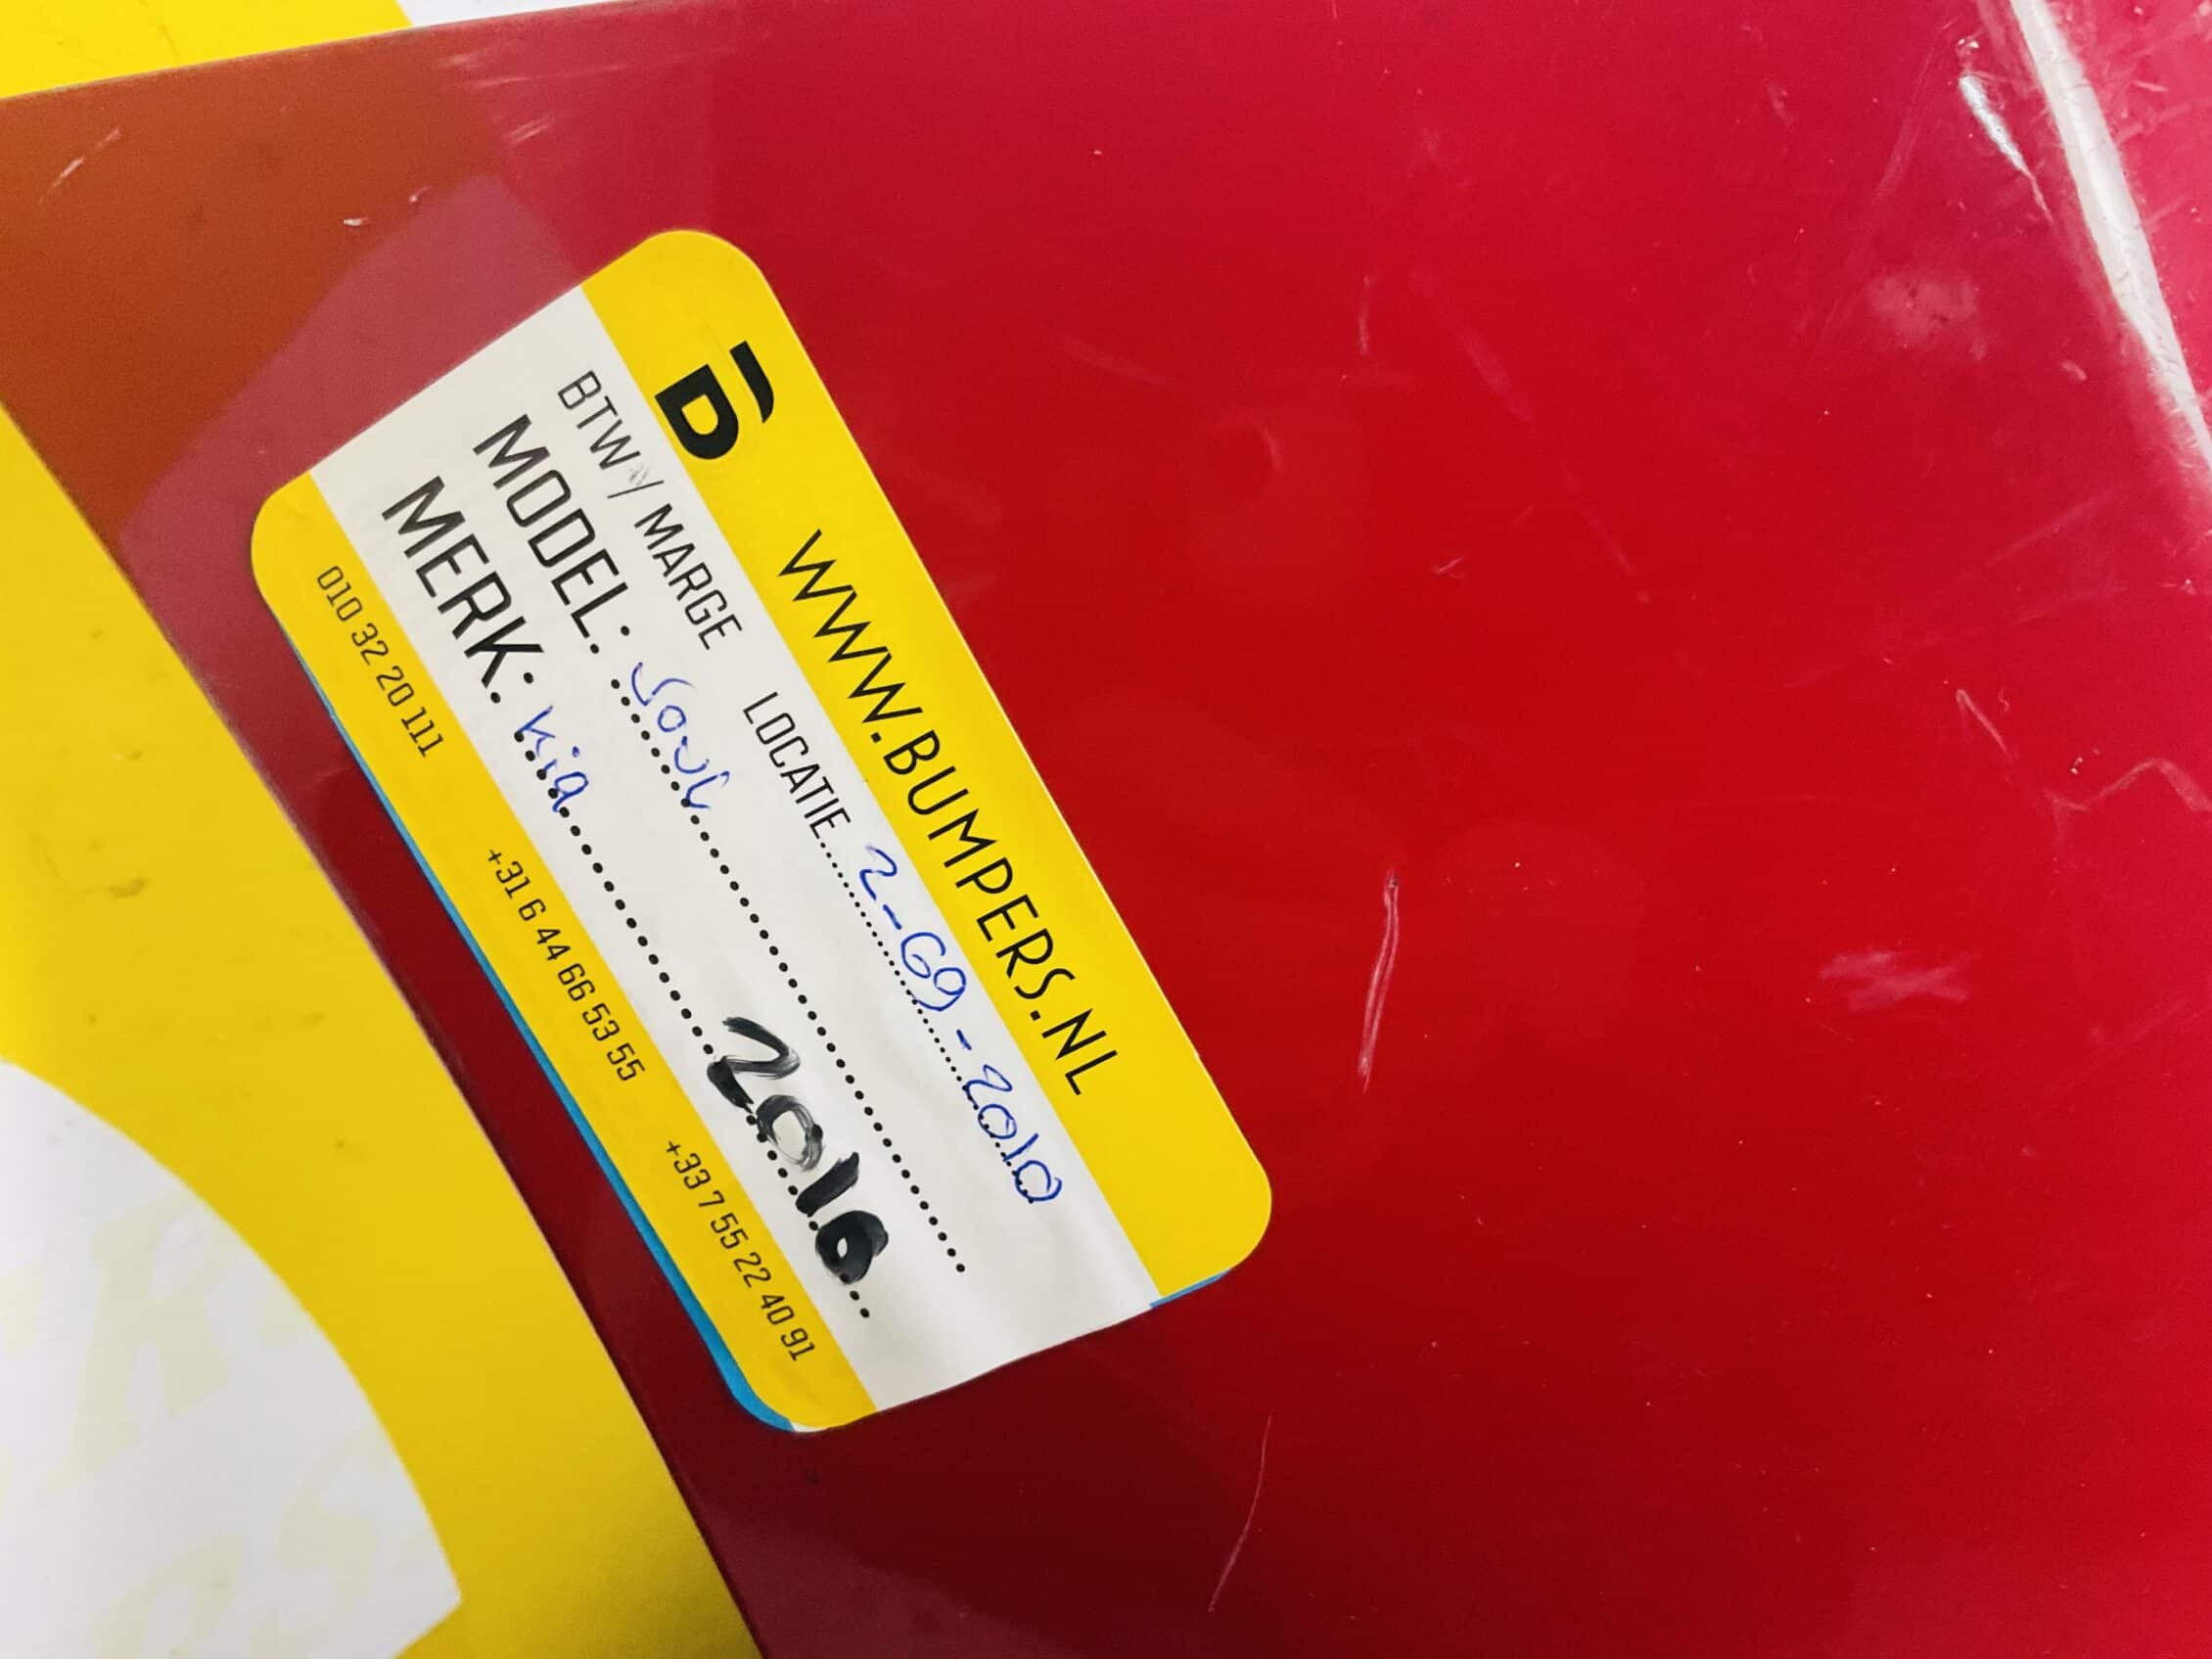 WWW.BUMPERS.NL
BTW / MARGE LOCATIE 2-69-2010
MODEL: Soul
MERK: Kia 2016
010 32 20 111 +31 6 44 66 53 55 +33 7 55 22 40 91